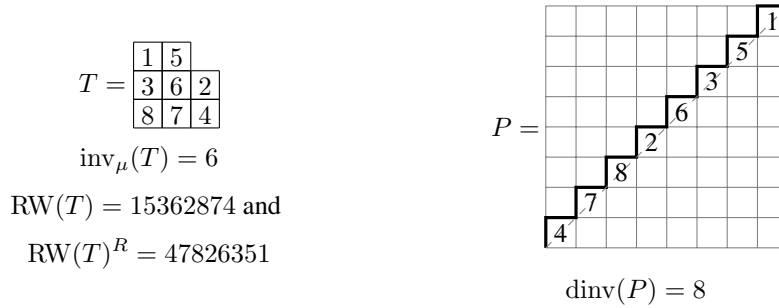 T =
1 5
3 6 2
8 7 4
inv_μ(T) = 6
RW(T) = 15362874 and
RW(T)^R = 47826351
P =
1
5
3
6
2
8
7
4
dinv(P) = 8